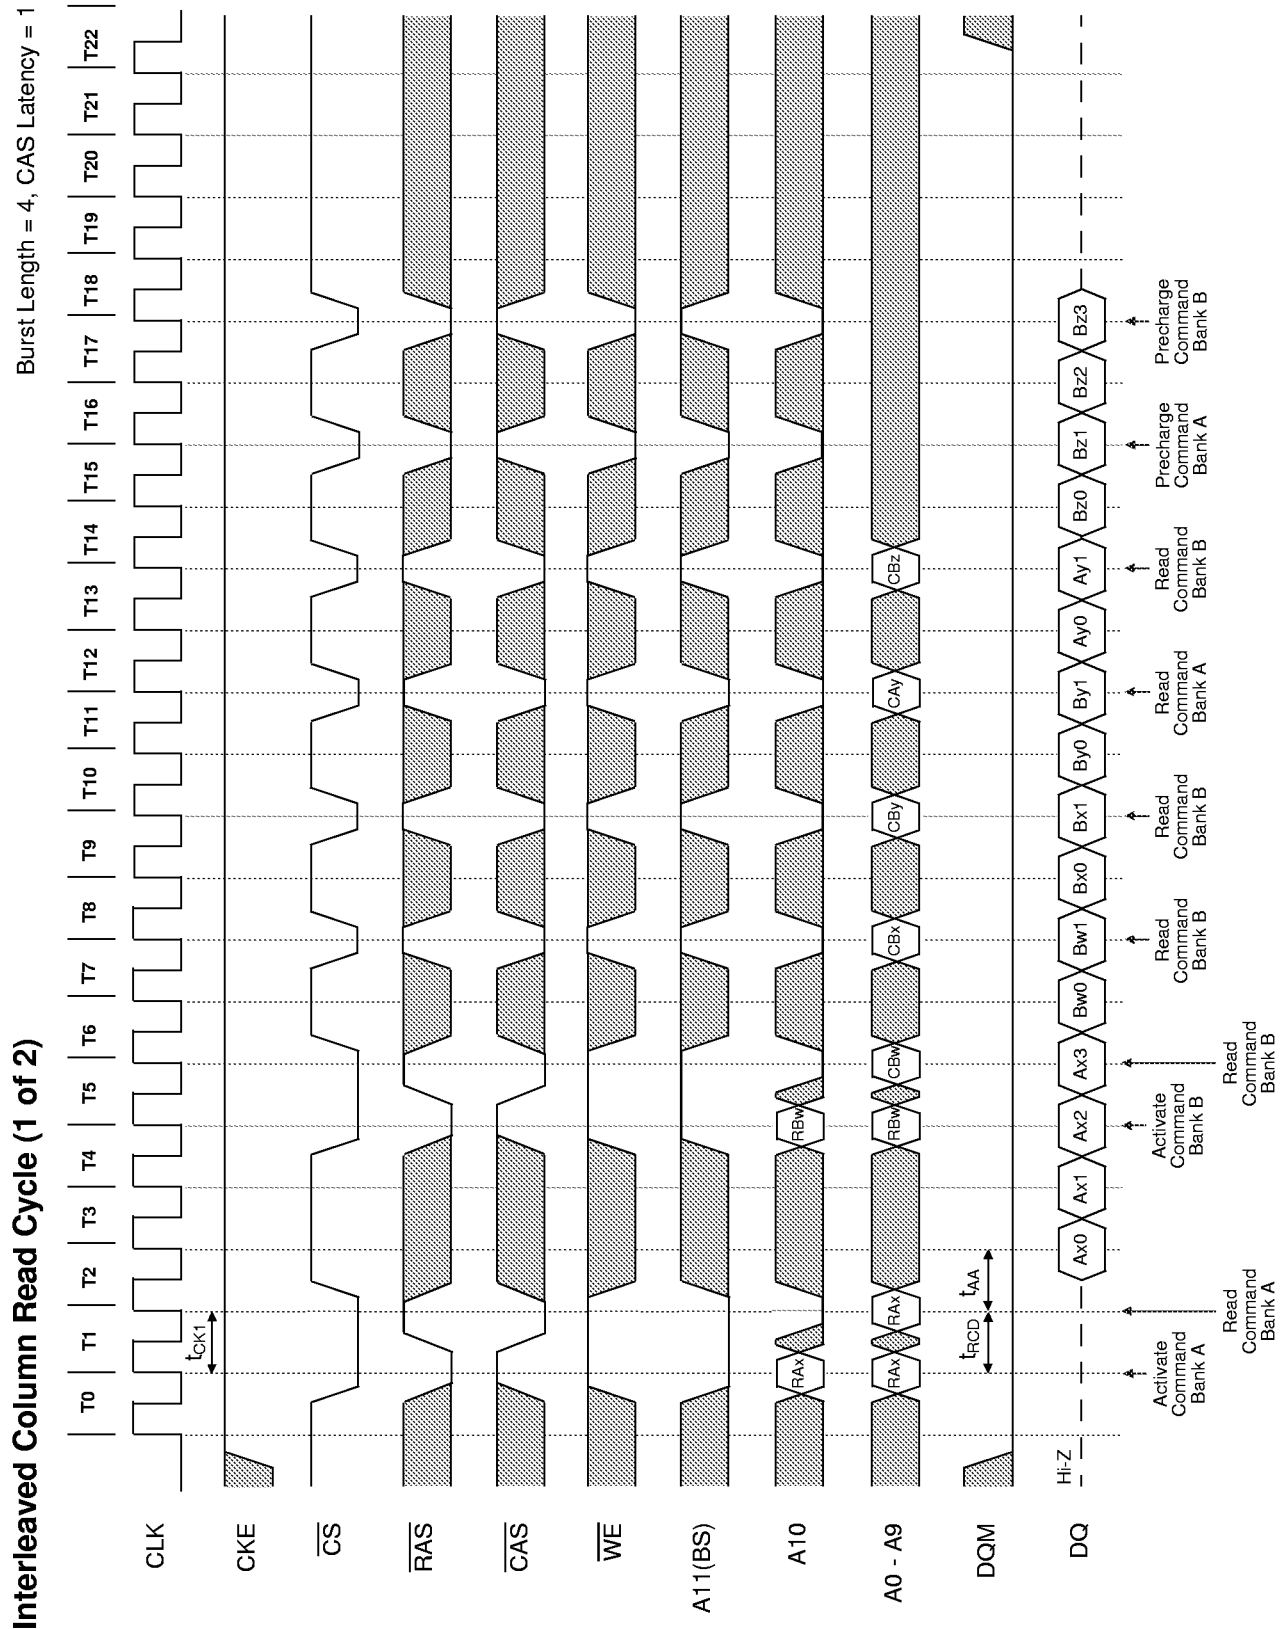 Interleaved Column Read Cycle (1 of 2)
Burst Length = 4, CAS Latency = 1
T0 T1 T2 T3 T4 T5 T6 T7 T8 T9 T10 T11 T12 T13 T14 T15 T16 T17 T18 T19 T20 T21 T22
CLK
tCK1
CKE
CS
RAS
CAS
WE
A11(BS)
A10
RAx RBw
A0 - A9
RAx RAx RBw CBw CBx CBy CAy CBz
DQM
tRCD tAA
DQ
Hi-Z
Ax0 Ax1 Ax2 Ax3 Bw0 Bw1 Bx0 Bx1 By0 By1 Ay0 Ay1 Bz0 Bz1 Bz2 Bz3
Activate
Command
Bank A
Read
Command
Bank A
Activate
Command
Bank B
Read
Command
Bank B
Read
Command
Bank B
Read
Command
Bank B
Read
Command
Bank A
Read
Command
Bank B
Precharge
Command
Bank A
Precharge
Command
Bank B